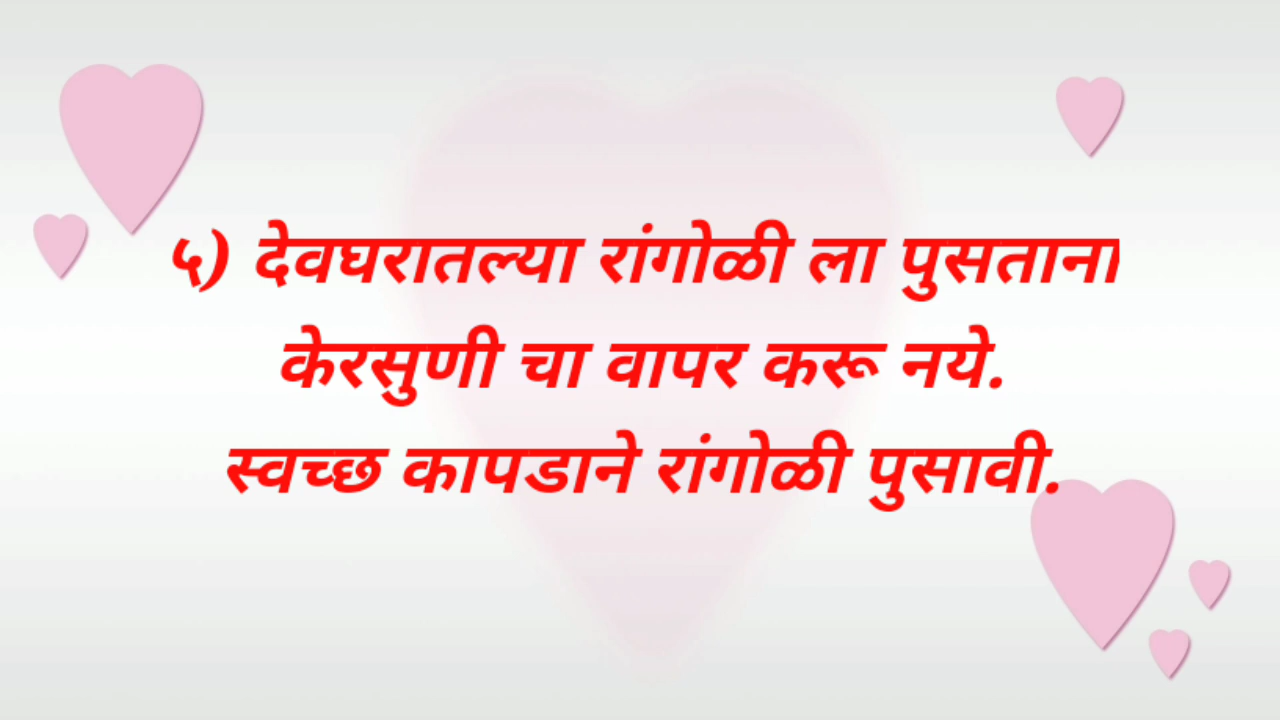 ५) देवघरातल्या रांगोळी ला पुसताना
केरसुणी चा वापर करू नये.
स्वच्छ कापडाने रांगोळी पुसावी.